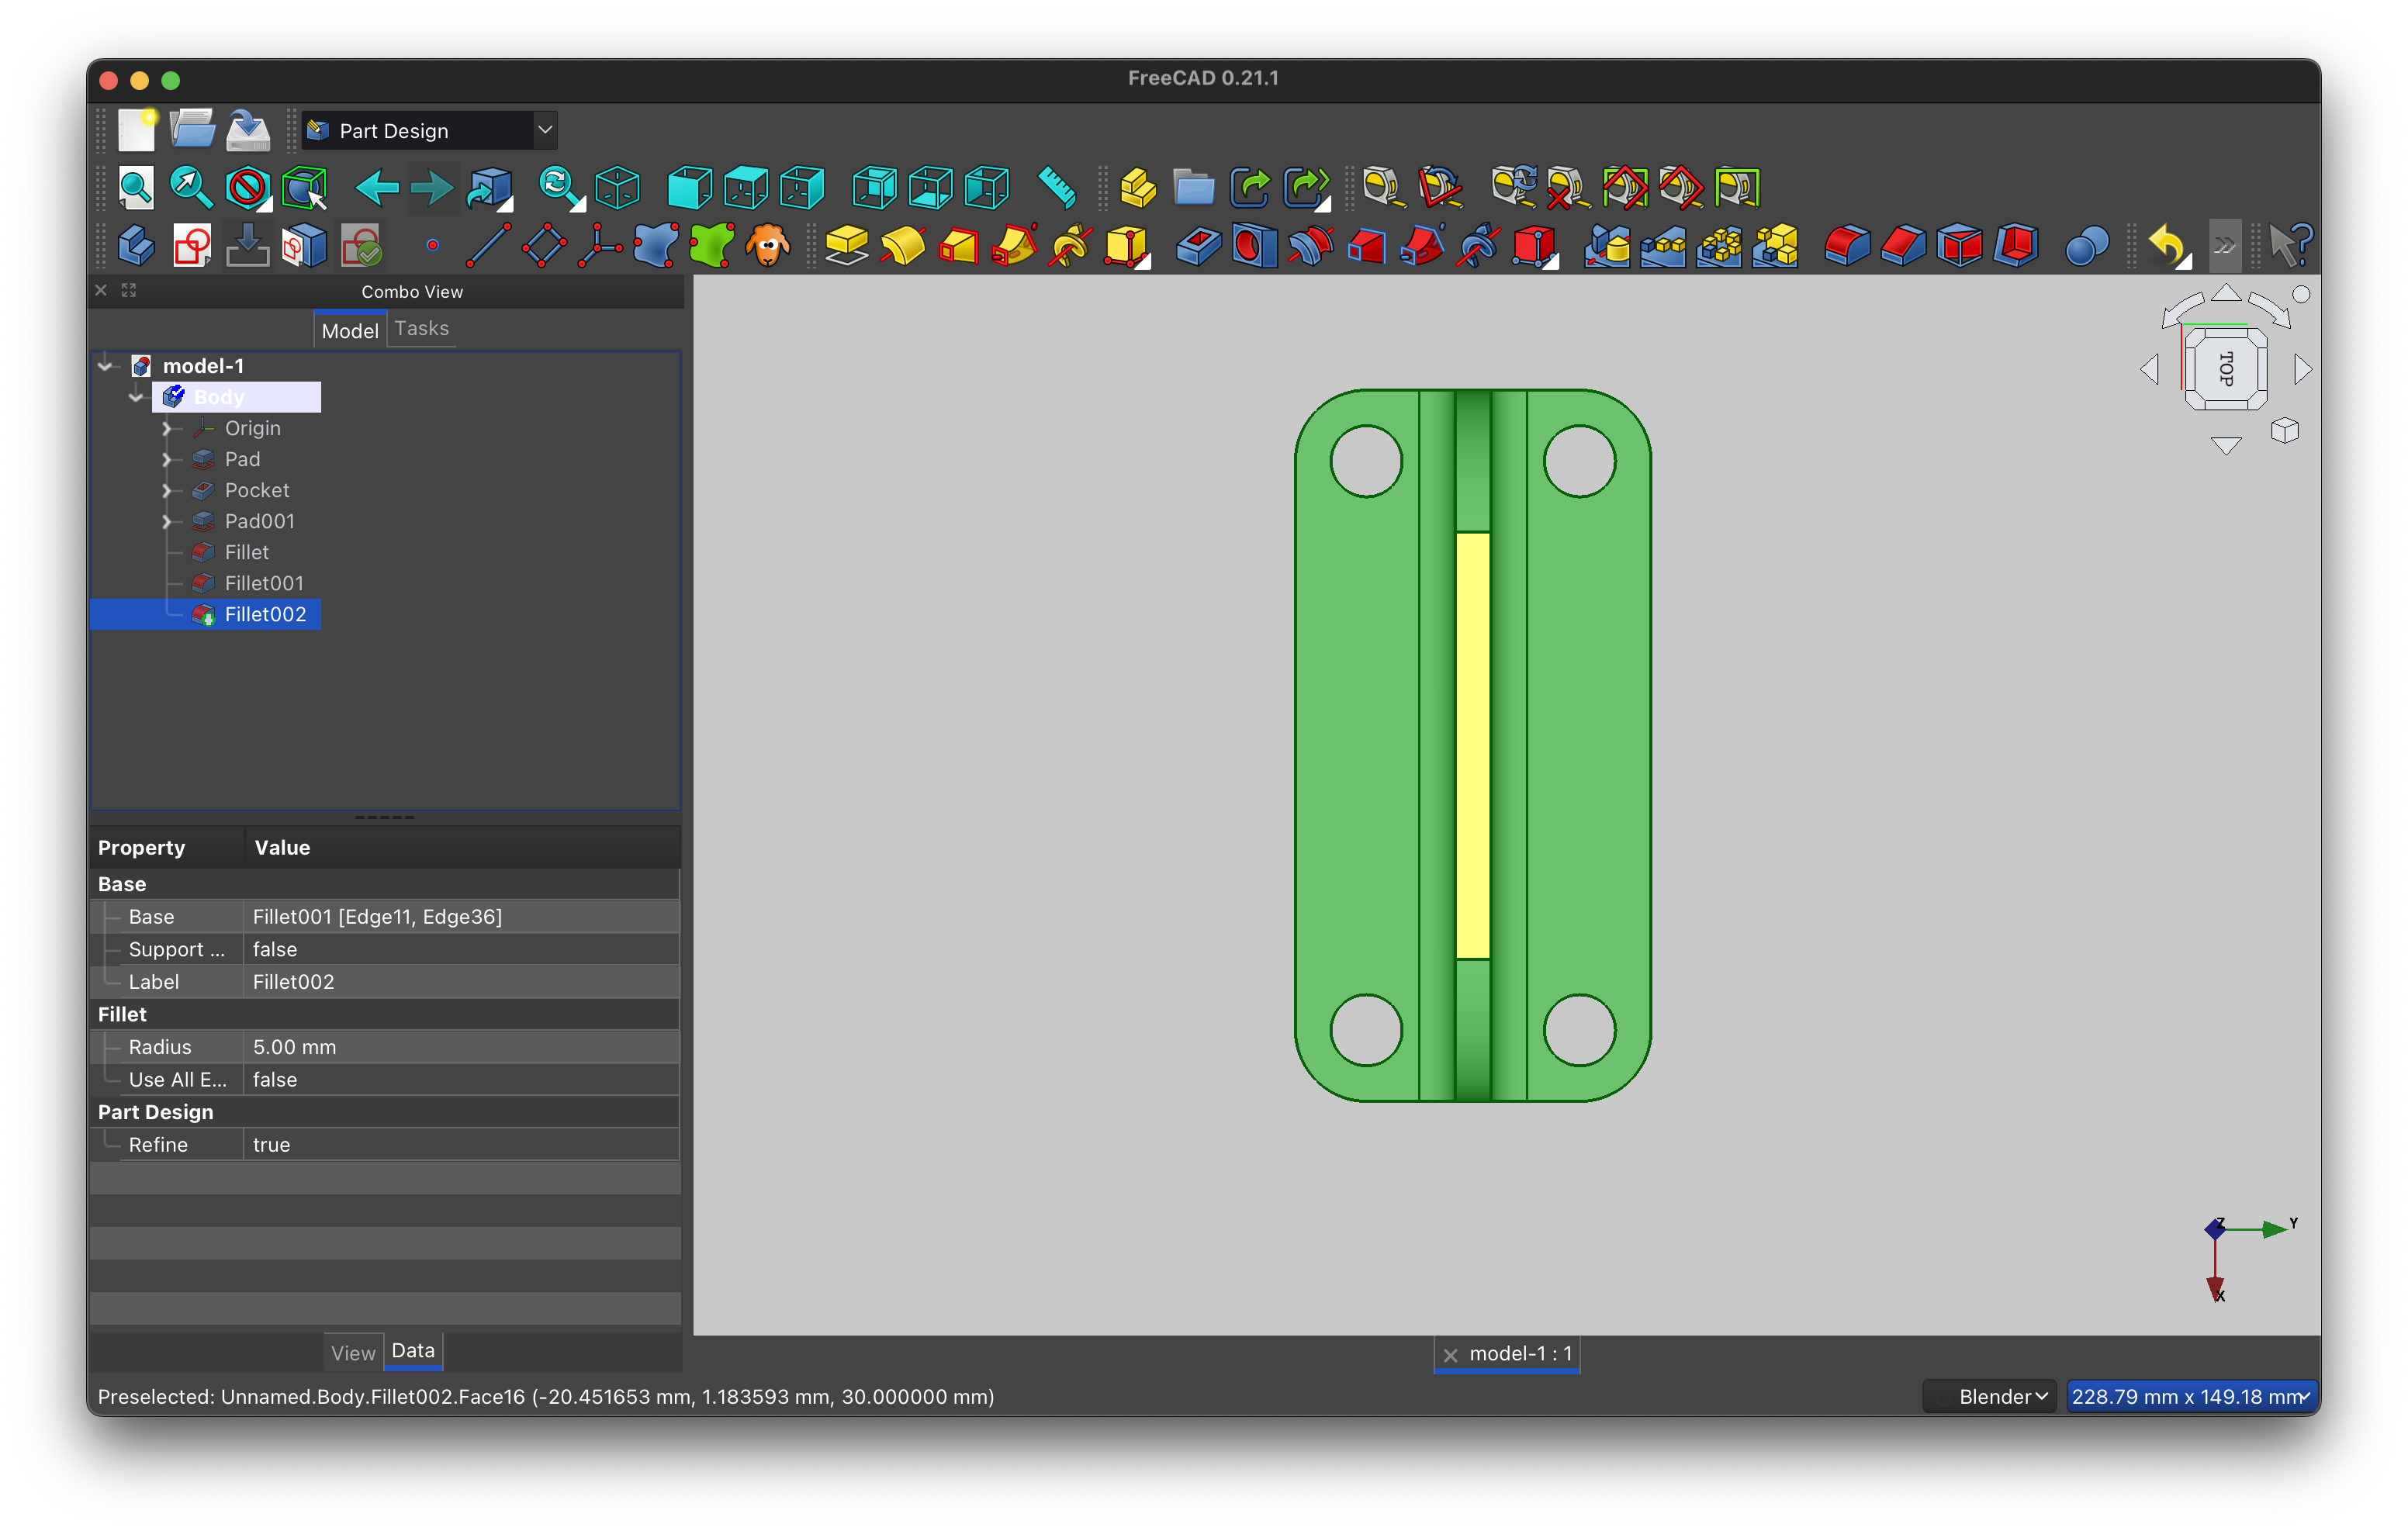 FreeCAD 0.21.1
Part Design
Combo View
Model
Tasks
model-1
Body
Origin
Pad
Pocket
Pad001
Fillet
Fillet001
Fillet002
Property Value
Base
Base Fillet001 [Edge11, Edge36]
Support ... false
Label Fillet002
Fillet
Radius 5.00 mm
Use All E... false
Part Design
Refine true
View
Data
TOP
Z
Y
X
model-1 : 1
Preselected: Unnamed.Body.Fillet002.Face16 (-20.451653 mm, 1.183593 mm, 30.000000 mm)
Blender
228.79 mm x 149.18 mm